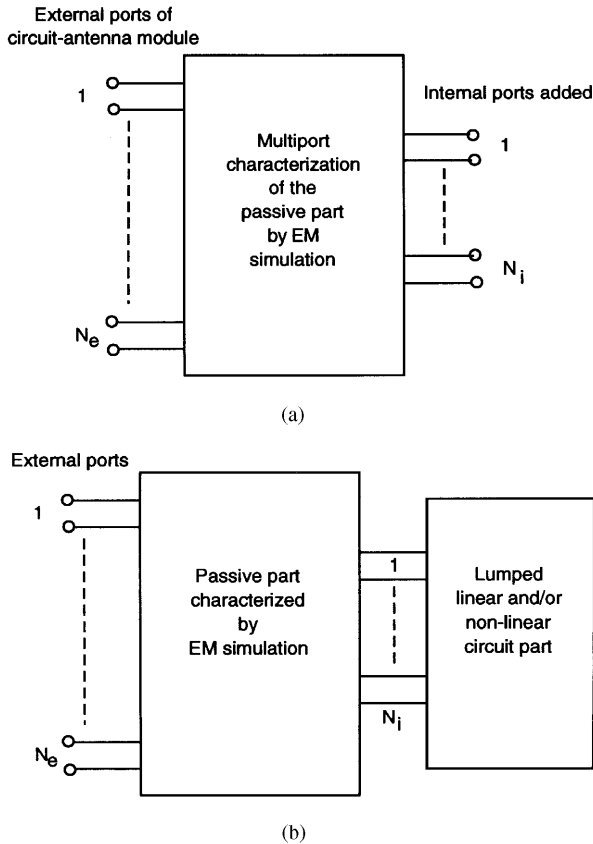 External ports of
circuit-antenna module
1
Internal ports added
1
Multiport
characterization
of the
passive part
by EM
simulation
Ne
Ni
(a)
External ports
1
1
Passive part
characterized
by
EM simulation
Lumped
linear and/or
non-linear
circuit part
Ne
Ni
(b)